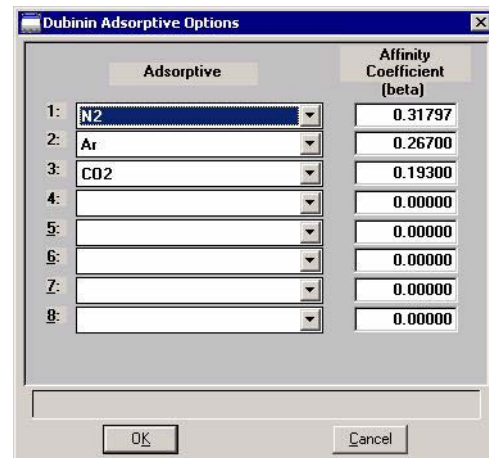 Dubinin Adsorptive Options
Adsorptive
Affinity
Coefficient
(beta)
1: N2 0.31797
2: Ar 0.26700
3: CO2 0.19300
4: 0.00000
5: 0.00000
6: 0.00000
7: 0.00000
8: 0.00000
OK Cancel